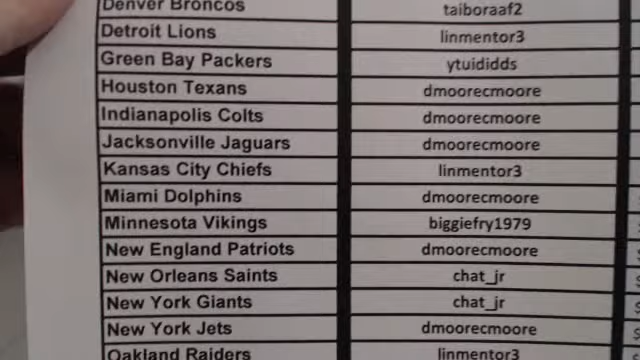 Denver Broncos taiboraaf2
Detroit Lions linmentor3
Green Bay Packers ytuididds
Houston Texans dmoorecmoore
Indianapolis Colts dmoorecmoore
Jacksonville Jaguars dmoorecmoore
Kansas City Chiefs linmentor3
Miami Dolphins dmoorecmoore
Minnesota Vikings biggiefry1979
New England Patriots dmoorecmoore
New Orleans Saints chat_jr
New York Giants chat_jr
New York Jets dmoorecmoore
Oakland Raiders linmentor3